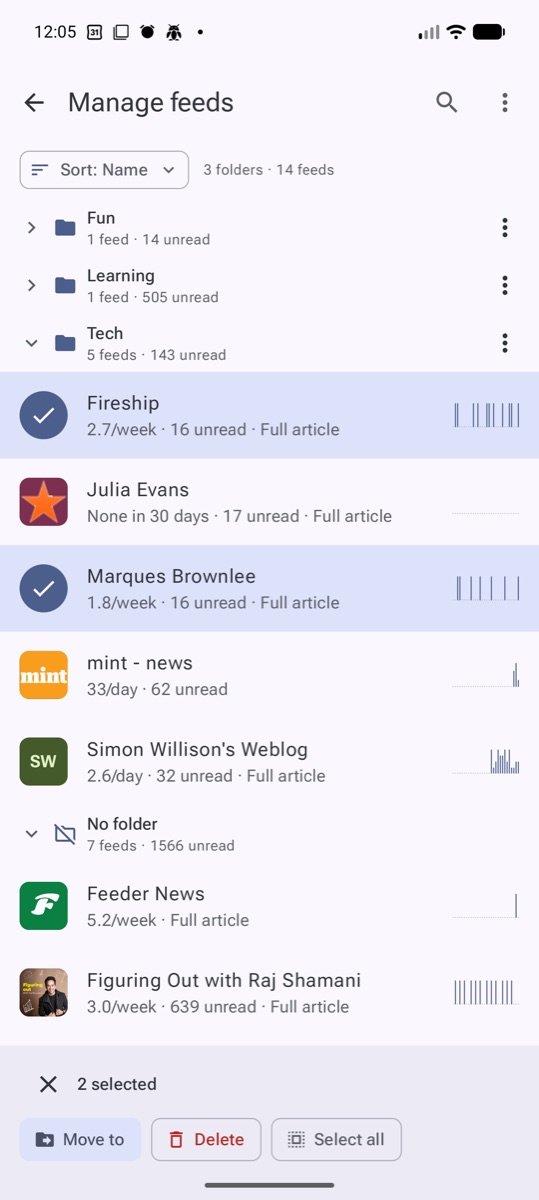 12:05
31
Manage feeds
Sort: Name
3 folders · 14 feeds
Fun
1 feed · 14 unread
Learning
1 feed · 505 unread
Tech
5 feeds · 143 unread
Fireship
2.7/week · 16 unread · Full article
Julia Evans
None in 30 days · 17 unread · Full article
Marques Brownlee
1.8/week · 16 unread · Full article
mint
mint - news
33/day · 62 unread
SW
Simon Willison's Weblog
2.6/day · 32 unread · Full article
No folder
7 feeds · 1566 unread
F
Feeder News
5.2/week · Full article
Figuring
out
Figuring Out with Raj Shamani
3.0/week · 639 unread · Full article
2 selected
Move to
Delete
Select all